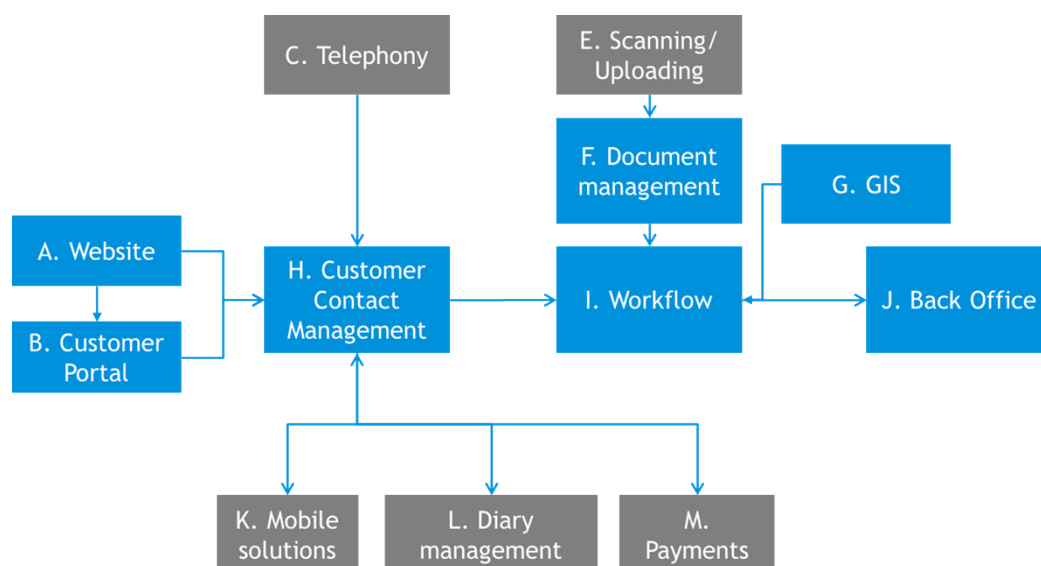 C. Telephony
E. Scanning/
Uploading
F. Document
management
G. GIS
A. Website
H. Customer
Contact
Management
I. Workflow
J. Back Office
B. Customer
Portal
K. Mobile
solutions
L. Diary
management
M.
Payments